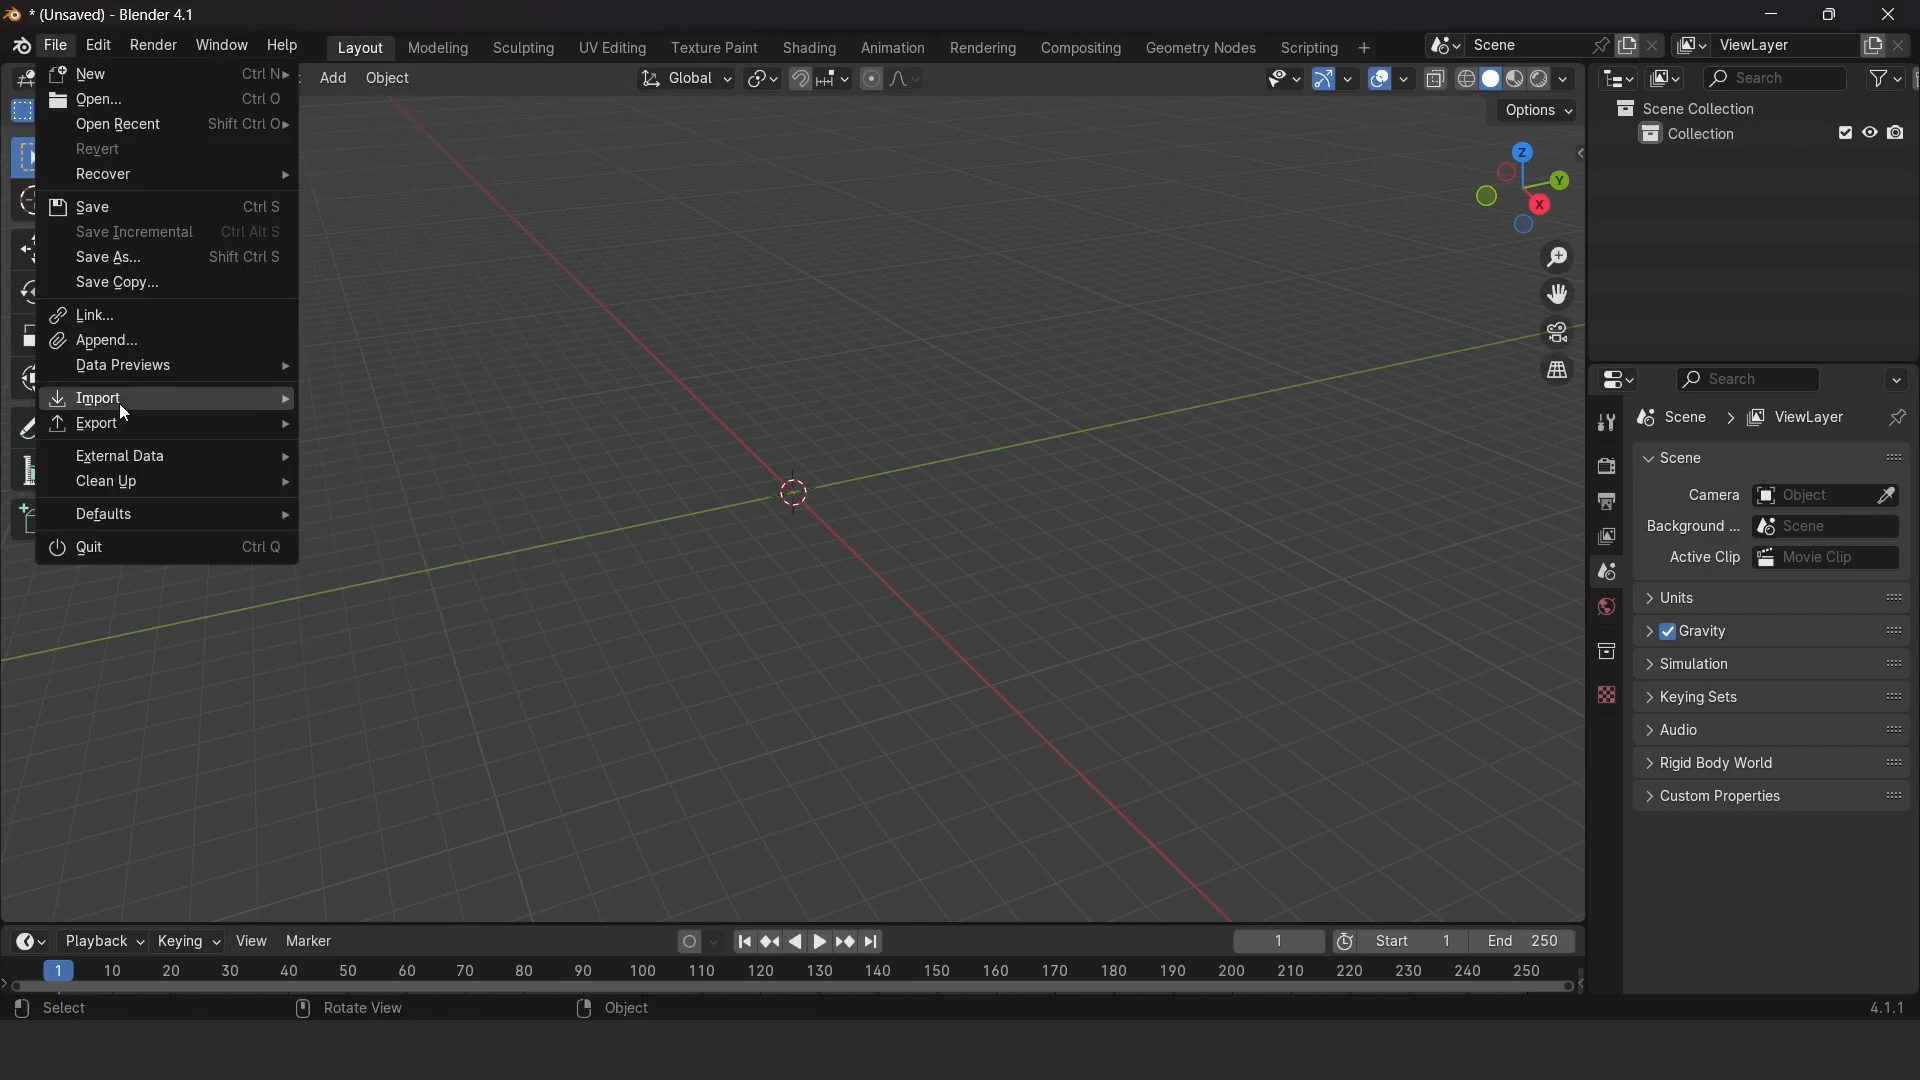 * (Unsaved) - Blender 4.1
File Edit Render Window Help Layout Modeling Sculpting UV Editing Texture Paint Shading Animation Rendering Compositing Geometry Nodes Scripting + Scene ViewLayer
Add Object Global Search
Options
New Ctrl N
Open... Ctrl O
Open Recent Shift Ctrl O
Revert
Recover
Save Ctrl S
Save Incremental Ctrl Alt S
Save As... Shift Ctrl S
Save Copy...
Link...
Append...
Data Previews
Import
Export
External Data
Clean Up
Defaults
Quit Ctrl Q
Z
Y
X
Scene Collection
Collection
Search
Scene > ViewLayer
Scene
Camera Object
Background ... Scene
Active Clip Movie Clip
Units
Gravity
Simulation
Keying Sets
Audio
Rigid Body World
Custom Properties
Playback Keying View Marker 1 Start 1 End 250
1 10 20 30 40 50 60 70 80 90 100 110 120 130 140 150 160 170 180 190 200 210 220 230 240 250
Select Rotate View Object 4.1.1